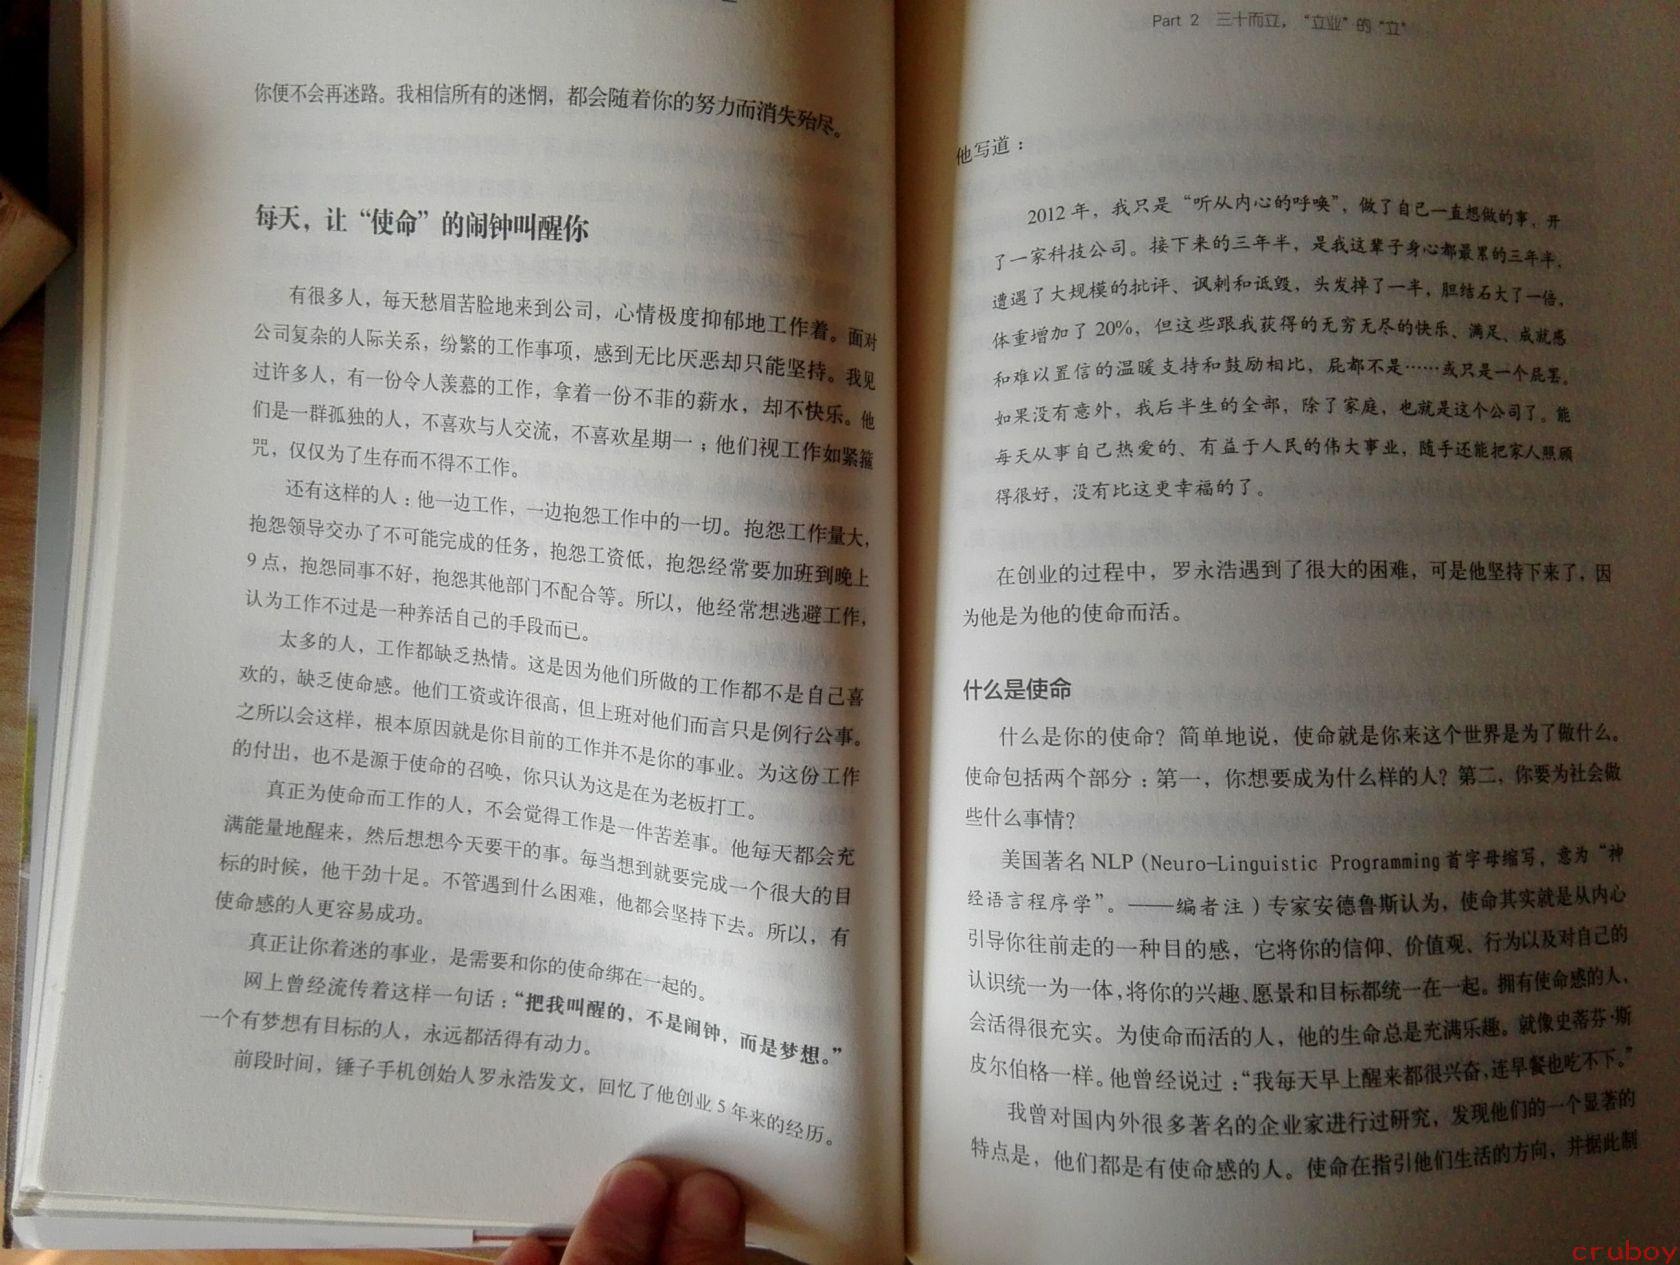 你便不会再迷路。我相信所有的迷惘，都会随着你的努力而消失殆尽。
每天，让“使命”的闹钟叫醒你
有很多人，每天愁眉苦脸地来到公司，心情极度抑郁地工作着。面对
公司复杂的人际关系，纷繁的工作事项，感到无比厌恶却只能坚持。我见
过许多人，有一份令人羡慕的工作，拿着一份不菲的薪水，却不快乐。他
们是一群孤独的人，不喜欢与人交流，不喜欢星期一；他们视工作如紧箍
咒，仅仅为了生存而不得不工作。
还有这样的人：他一边工作，一边抱怨工作中的一切。抱怨工作量大，
抱怨领导交办了不可能完成的任务，抱怨工资低，抱怨经常要加班到晚上
9点，抱怨同事不好，抱怨其他部门不配合等。所以，他经常想逃避工作，
认为工作不过是一种养活自己的手段而已。
太多的人，工作都缺乏热情。这是因为他们所做的工作都不是自己喜
欢的，缺乏使命感。他们工资或许很高，但上班对他们而言只是例行公事。
之所以会这样，根本原因就是你目前的工作并不是你的事业。为这份工作
的付出，也不是源于使命的召唤，你只认为这是在为老板打工。
真正为使命而工作的人，不会觉得工作是一件苦差事。他每天都会充
满能量地醒来，然后想想今天要干的事。每当想到就要完成一个很大的目
标的时候，他干劲十足。不管遇到什么困难，他都会坚持下去。所以，有
使命感的人更容易成功。
真正让你着迷的事业，是需要和你的使命绑在一起的。
网上曾经流传着这样一句话：“把我叫醒的，不是闹钟，而是梦想。”
一个有梦想有目标的人，永远都活得有动力。
前段时间，锤子手机创始人罗永浩发文，回忆了他创业5年来的经历。
Part 2 三十而立，“立业”的“立”
他写道：
2012年，我只是“听从内心的呼唤”，做了自己一直想做的事，开
了一家科技公司。接下来的三年半，是我这辈子身心都最累的三年半，
遭遇了大规模的批评、讽刺和诋毁，头发掉了一半，胆结石大了一倍，
体重增加了20%，但这些跟我获得的无穷无尽的快乐、满足、成就感
和难以置信的温暖支持和鼓励相比，屁都不是……或只是一个屁罢。
如果没有意外，我后半生的全部，除了家庭，也就是这个公司了。能
每天从事自己热爱的、有益于人民的伟大事业，随手还能把家人照顾
得很好，没有比这更幸福的了。
在创业的过程中，罗永浩遇到了很大的困难，可是他坚持下来了，因
为他是为他的使命而活。
什么是使命
什么是你的使命？简单地说，使命就是你来这个世界是为了做什么。
使命包括两个部分：第一，你想要成为什么样的人？第二，你要为社会做
些什么事情？
美国著名NLP（Neuro-Linguistic Programming首字母缩写，意为“神
经语言程序学”。——编者注）专家安德鲁斯认为，使命其实就是从内心
引导你往前走的一种目的感，它将你的信仰、价值观、行为以及对自己的
认识统一为一体，将你的兴趣、愿景和目标都统一在一起。拥有使命感的人，
会活得很充实。为使命而活的人，他的生命总是充满乐趣。就像史蒂芬·斯
皮尔伯格一样。他曾经说过：“我每天早上醒来都很兴奋，连早餐也吃不下。”
我曾对国内外很多著名的企业家进行过研究，发现他们的一个显著的
特点是，他们都是有使命感的人。使命在指引他们生活的方向，并据此制
cruboy